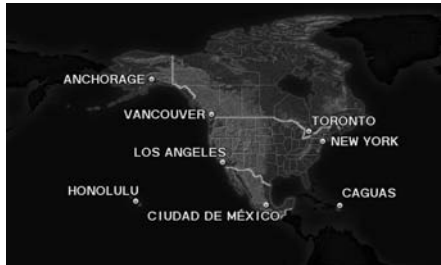 ANCHORAGE
VANCOUVER
TORONTO
NEW YORK
LOS ANGELES
HONOLULU
CAGUAS
CIUDAD DE MÉXICO